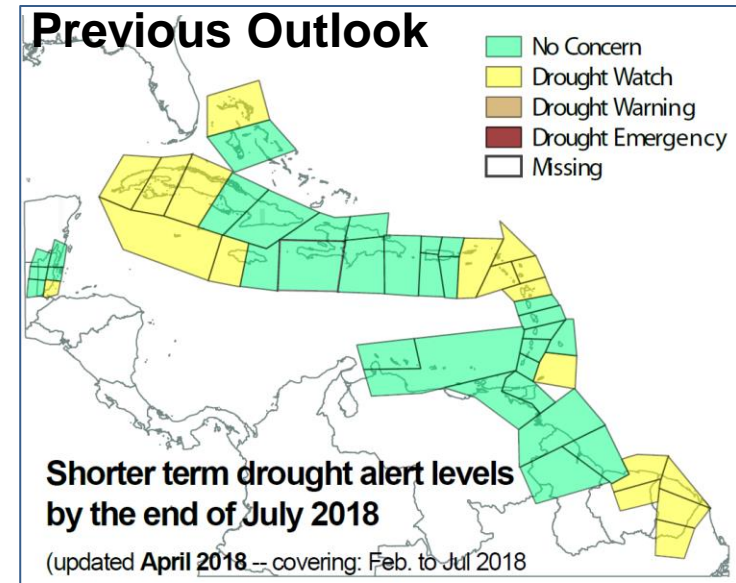 Previous Outlook
No Concern
Drought Watch
Drought Warning
Drought Emergency
Missing
Shorter term drought alert levels
by the end of July 2018
(updated April 2018 -- covering: Feb. to Jul 2018